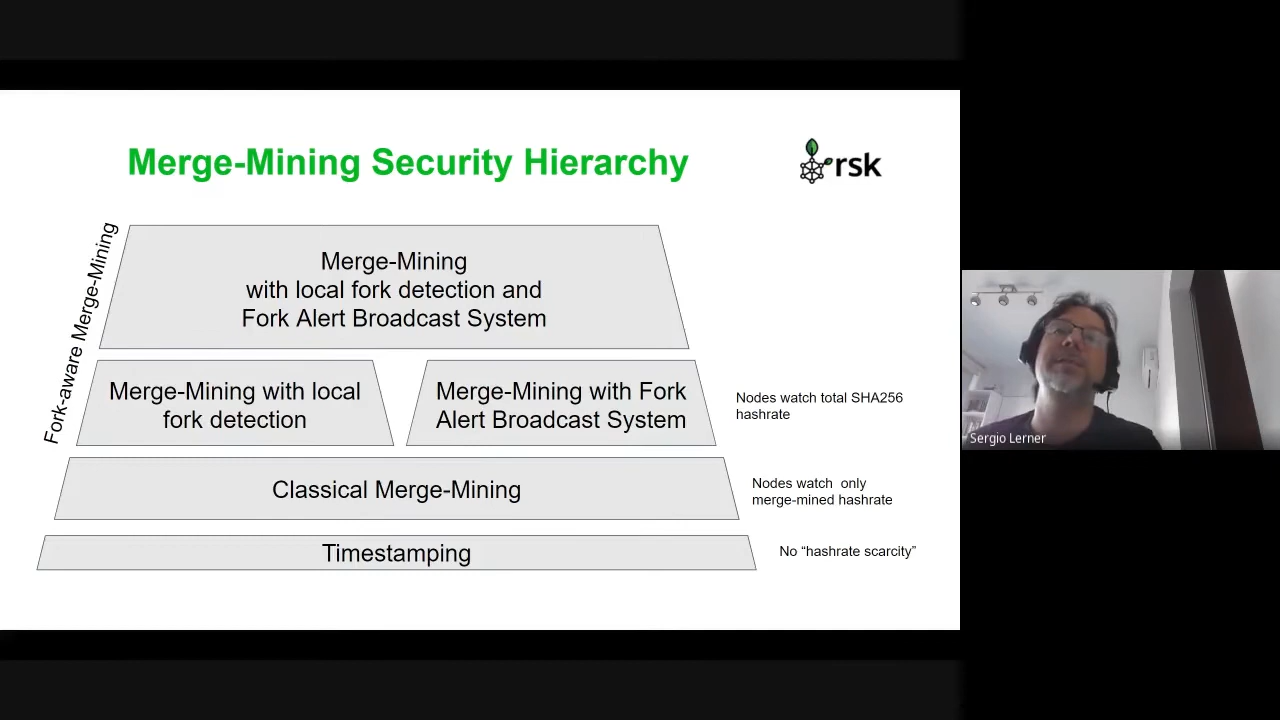 Merge-Mining Security Hierarchy
rsk
Fork-aware Merge-Mining
Merge-Mining
with local fork detection and
Fork Alert Broadcast System
Merge-Mining with local
fork detection
Merge-Mining with Fork
Alert Broadcast System
Nodes watch total SHA256
hashrate
Classical Merge-Mining
Nodes watch only
merge-mined hashrate
Timestamping
No “hashrate scarcity”
Sergio Lerner